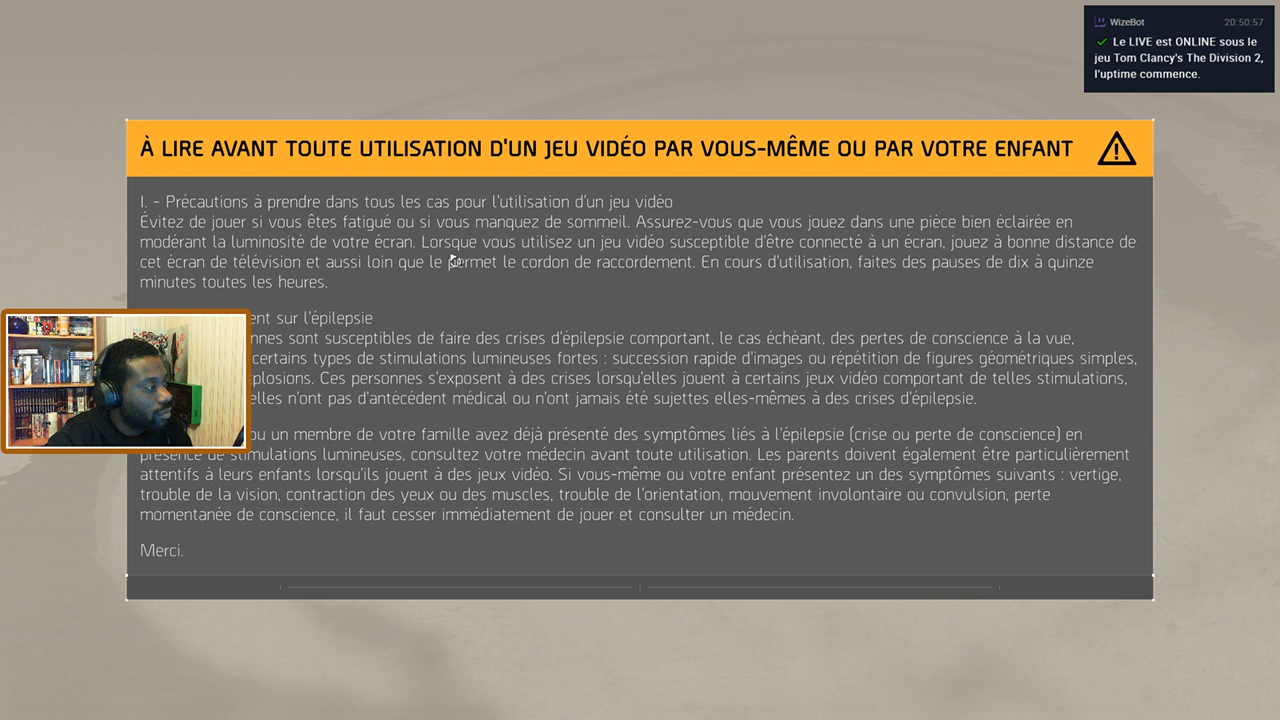 WizeBot 20:50:57
Le LIVE est ONLINE sous le
jeu Tom Clancy's The Division 2,
l'uptime commence.
À LIRE AVANT TOUTE UTILISATION D'UN JEU VIDÉO PAR VOUS-MÊME OU PAR VOTRE ENFANT
I. - Précautions à prendre dans tous les cas pour l'utilisation d'un jeu vidéo
Évitez de jouer si vous êtes fatigué ou si vous manquez de sommeil. Assurez-vous que vous jouez dans une pièce bien éclairée en
modérant la luminosité de votre écran. Lorsque vous utilisez un jeu vidéo susceptible d'être connecté à un écran, jouez à bonne distance de
cet écran de télévision et aussi loin que le permet le cordon de raccordement. En cours d'utilisation, faites des pauses de dix à quinze
minutes toutes les heures.
ent sur l'épilepsie
nnes sont susceptibles de faire des crises d'épilepsie comportant, le cas échéant, des pertes de conscience à la vue,
certains types de stimulations lumineuses fortes : succession rapide d'images ou répétition de figures géométriques simples,
plosions. Ces personnes s'exposent à des crises lorsqu'elles jouent à certains jeux vidéo comportant de telles stimulations,
elles n'ont pas d'antécédent médical ou n'ont jamais été sujettes elles-mêmes à des crises d'épilepsie.
ou un membre de votre famille avez déjà présenté des symptômes liés à l'épilepsie (crise ou perte de conscience) en
présence de stimulations lumineuses, consultez votre médecin avant toute utilisation. Les parents doivent également être particulièrement
attentifs à leurs enfants lorsqu'ils jouent à des jeux vidéo. Si vous-même ou votre enfant présentez un des symptômes suivants : vertige,
trouble de la vision, contraction des yeux ou des muscles, trouble de l'orientation, mouvement involontaire ou convulsion, perte
momentanée de conscience, il faut cesser immédiatement de jouer et consulter un médecin.
Merci.